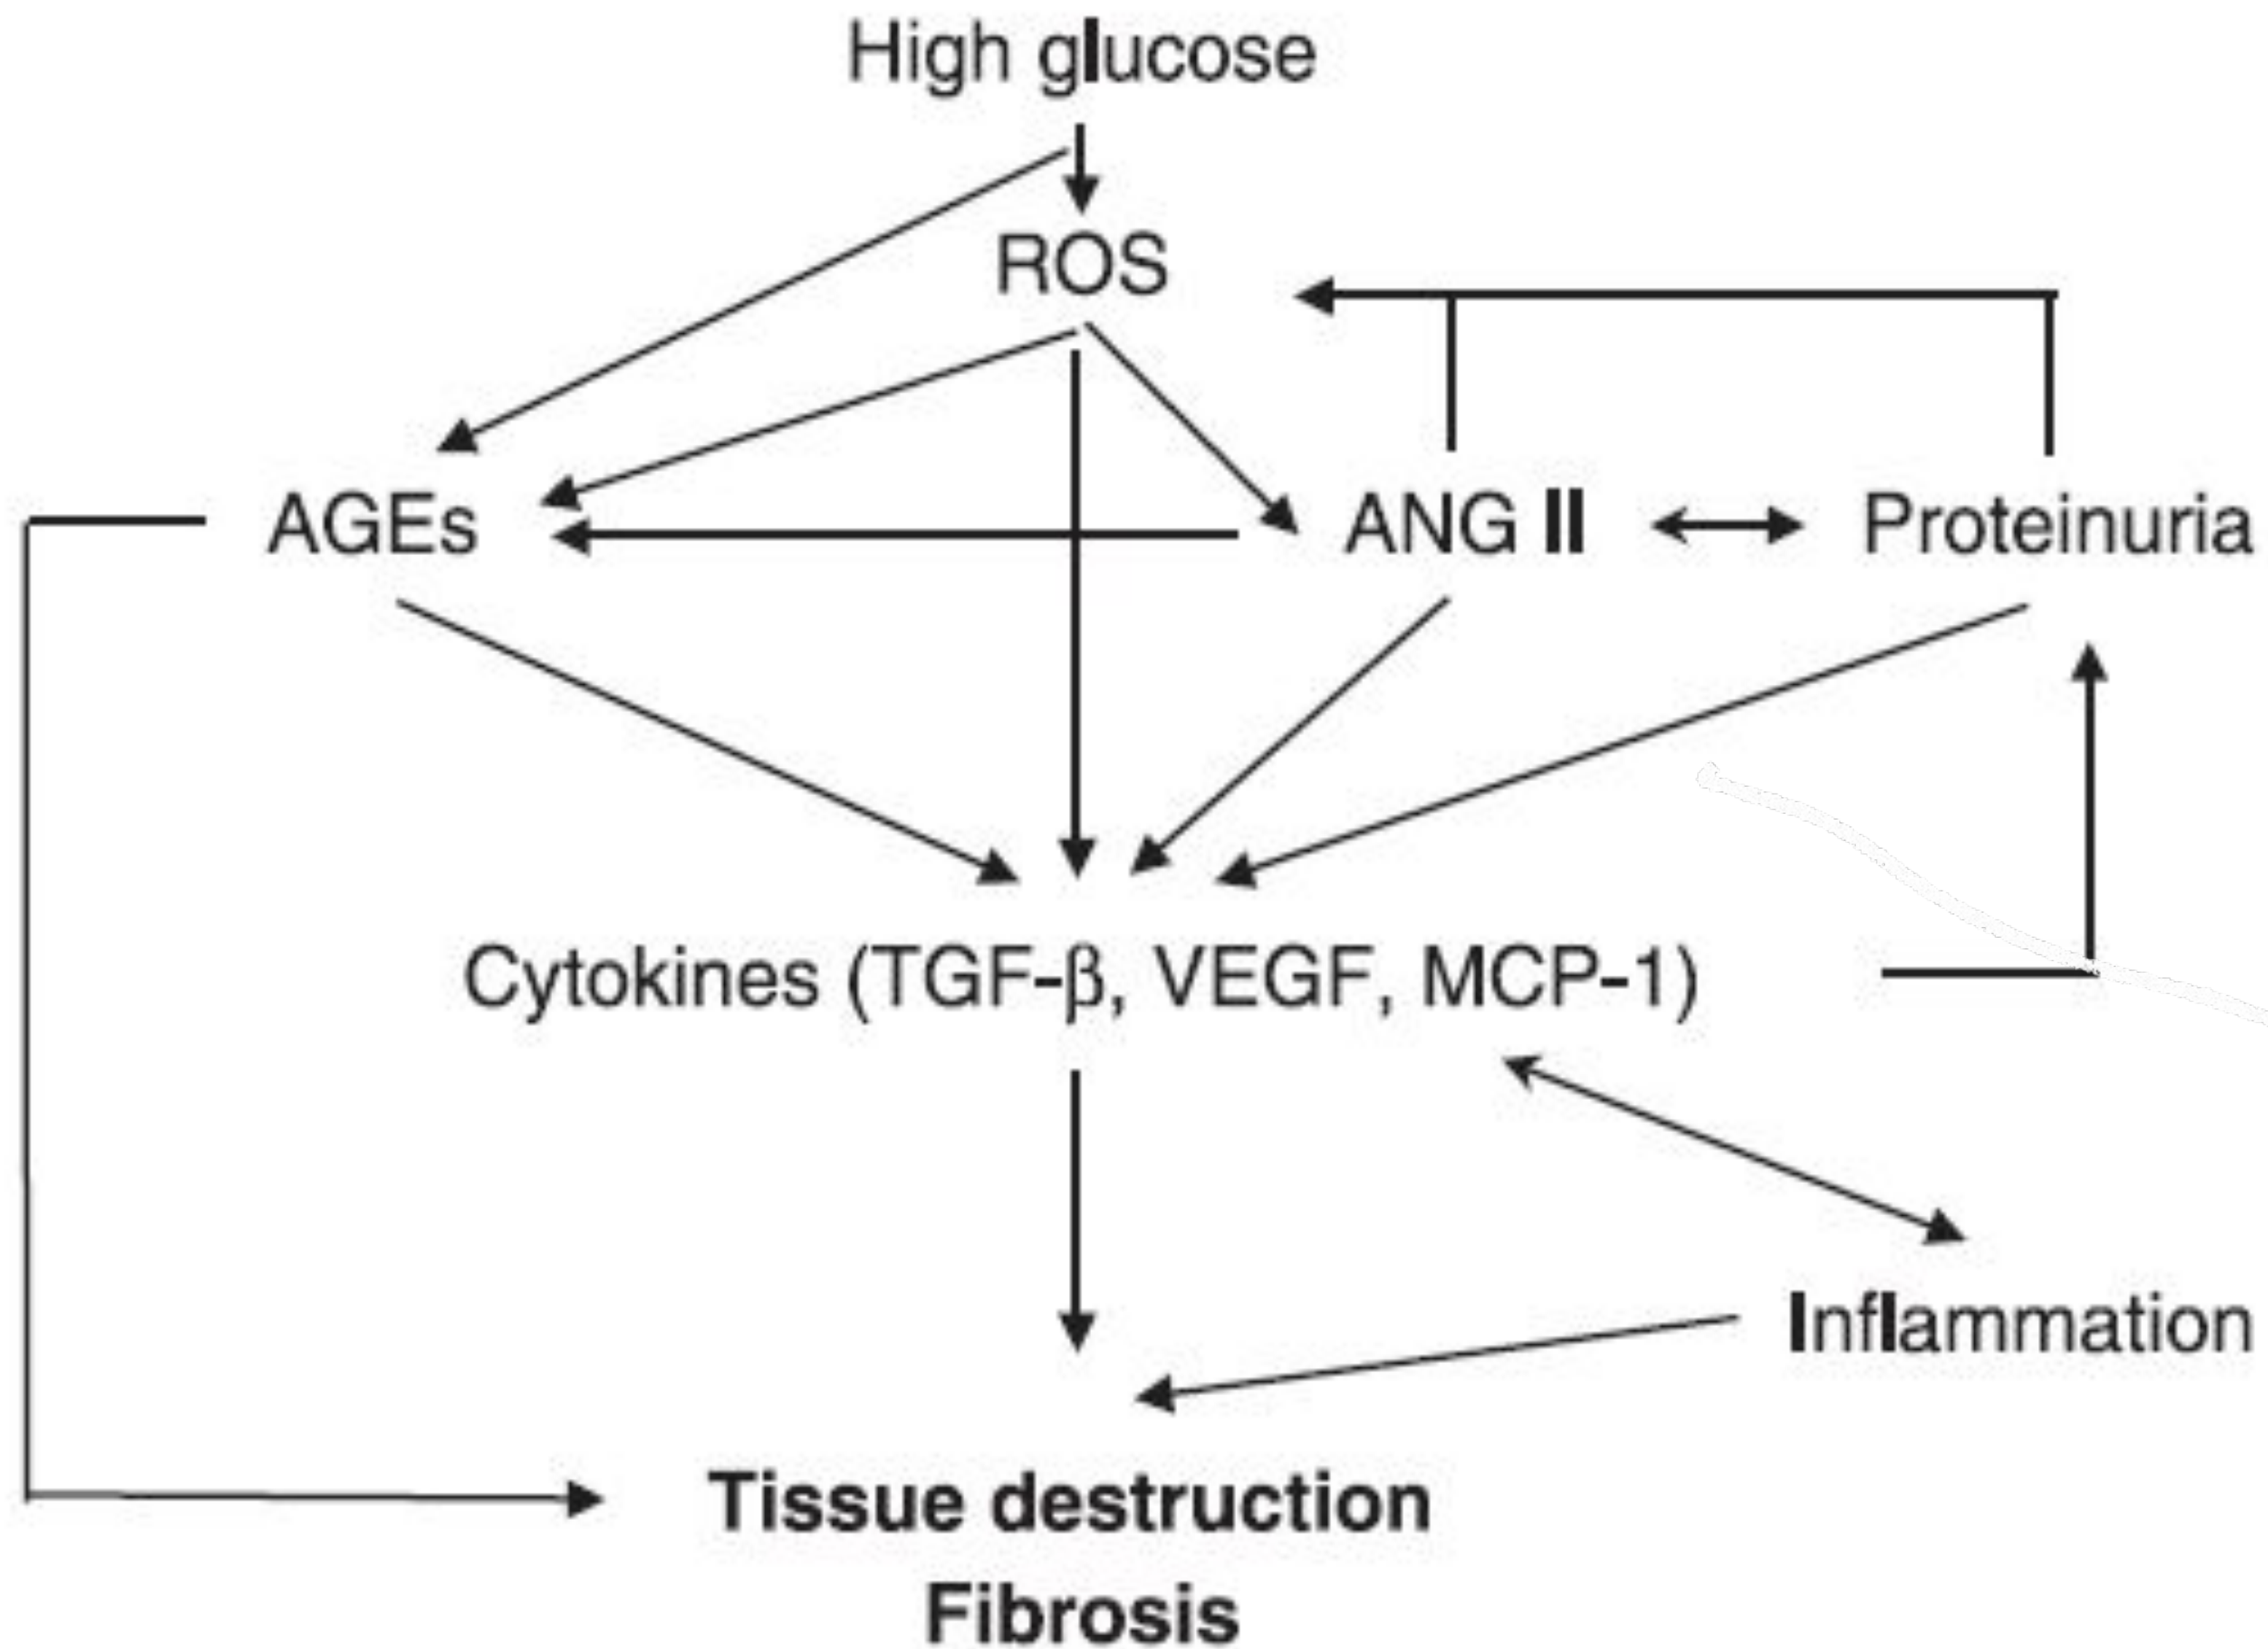 High glucose
ROS
AGEs
ANG II
Proteinuria
Cytokines (TGF-β, VEGF, MCP-1)
Inflammation
Tissue destruction
Fibrosis